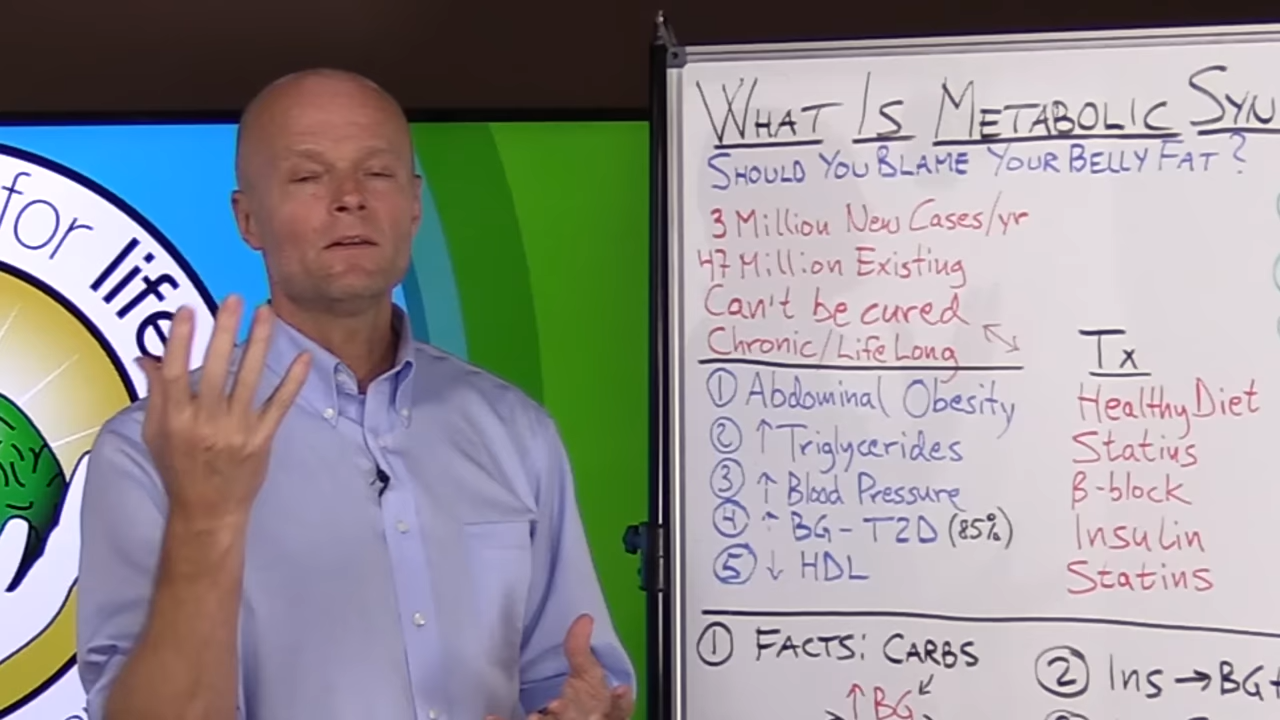 for life
WHAT IS METABOLIC SYN
SHOULD YOU BLAME YOUR BELLY FAT?
3 Million New Cases/yr
47 Million Existing
Can't be cured
Chronic/LifeLong
Tx
① Abdominal Obesity Healthy Diet
② ↑ Triglycerides Statins
③ ↑ Blood Pressure β-block
④ ↑ BG - T2D (85%) Insulin
⑤ ↓ HDL Statins
① FACTS: CARBS
② Ins → BG +
↑ BG